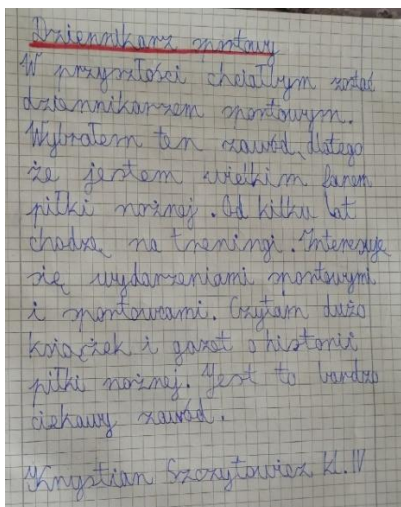 Dziennikarz sportowy
W przyszłości chciałbym zostać
dziennikarzem sportowym.
Wybrałem ten zawód, dlatego
że jestem wielkim fanem
piłki nożnej. Od kilku lat
chodzę na treningi. Interesuje
się wydarzeniami sportowymi
i sportowcami. Czytam dużo
książek i gazet o historii
piłki nożnej. Jest to bardzo
ciekawy zawód.
Krystian Szczytowicz kl. IV